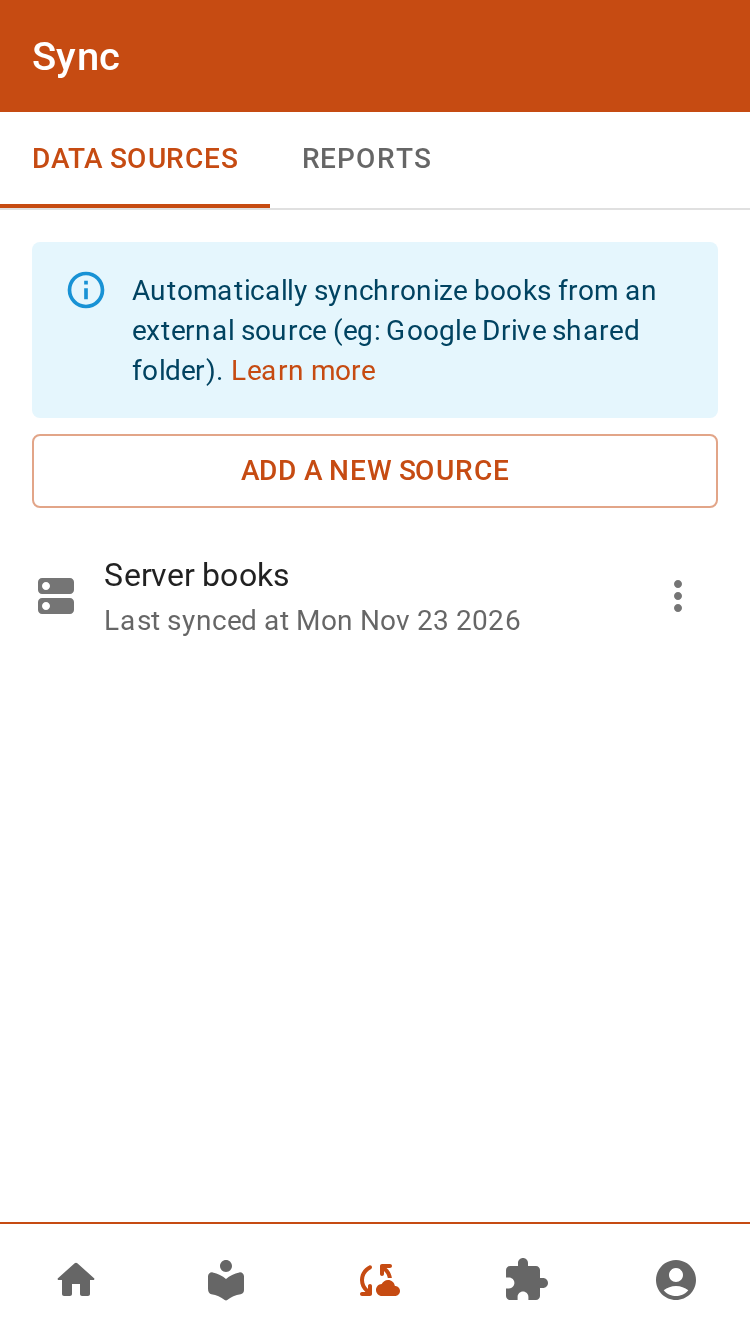 Sync
DATA SOURCES
REPORTS
Automatically synchronize books from an
external source (eg: Google Drive shared
folder). Learn more
ADD A NEW SOURCE
Server books
Last synced at Mon Nov 23 2026